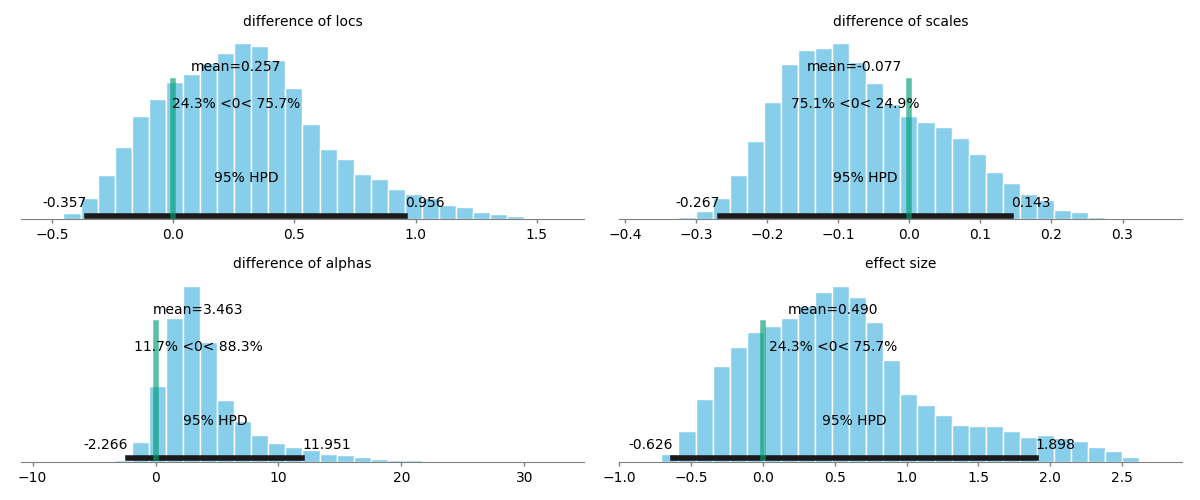 difference of locs
mean=0.257
24.3% <0< 75.7%
95% HPD
-0.357
0.956
−0.5 0.0 0.5 1.0 1.5
difference of scales
mean=-0.077
75.1% <0< 24.9%
95% HPD
-0.267
0.143
−0.4 −0.3 −0.2 −0.1 0.0 0.1 0.2 0.3
difference of alphas
mean=3.463
11.7% <0< 88.3%
95% HPD
-2.266
11.951
−10 0 10 20 30
effect size
mean=0.490
24.3% <0< 75.7%
95% HPD
-0.626
1.898
−1.0 −0.5 0.0 0.5 1.0 1.5 2.0 2.5